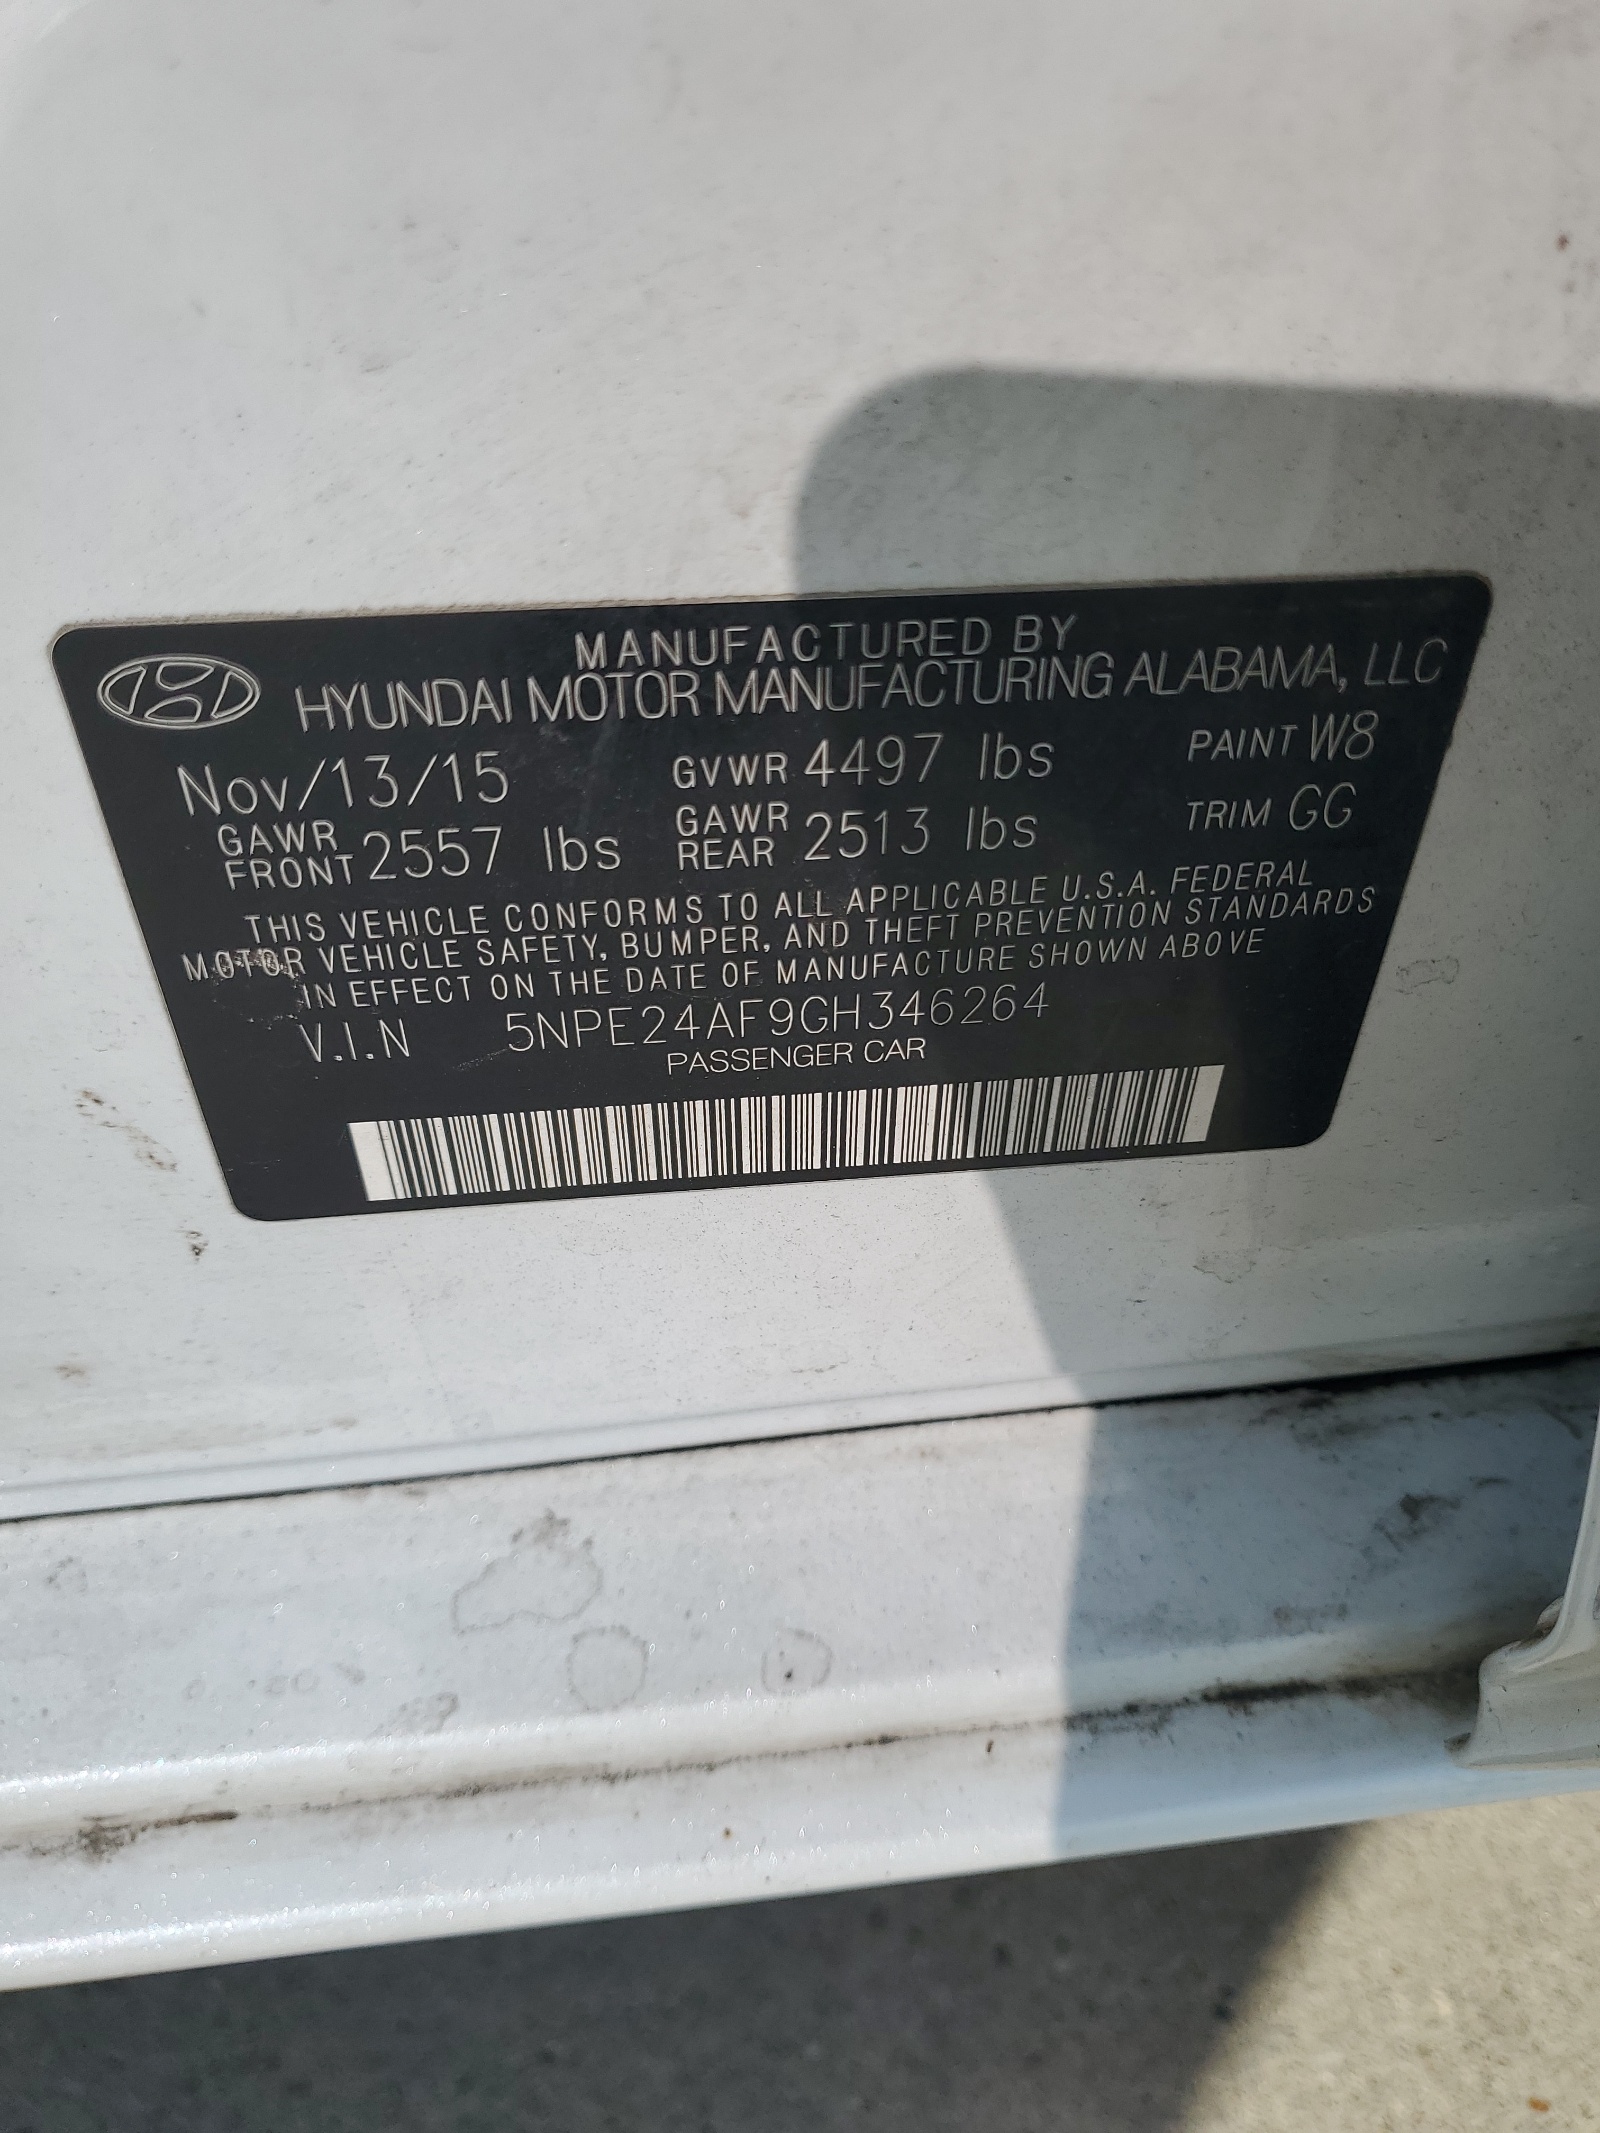 MANUFACTURED BY
HYUNDAI MOTOR MANUFACTURING ALABAMA, LLC
Nov/13/15 GVWR 4497 lbs PAINT W8
GAWR FRONT 2557 lbs GAWR REAR 2513 lbs TRIM GG
THIS VEHICLE CONFORMS TO ALL APPLICABLE U.S.A. FEDERAL
MOTOR VEHICLE SAFETY, BUMPER, AND THEFT PREVENTION STANDARDS
IN EFFECT ON THE DATE OF MANUFACTURE SHOWN ABOVE
V.I.N 5NPE24AF9GH346264
PASSENGER CAR